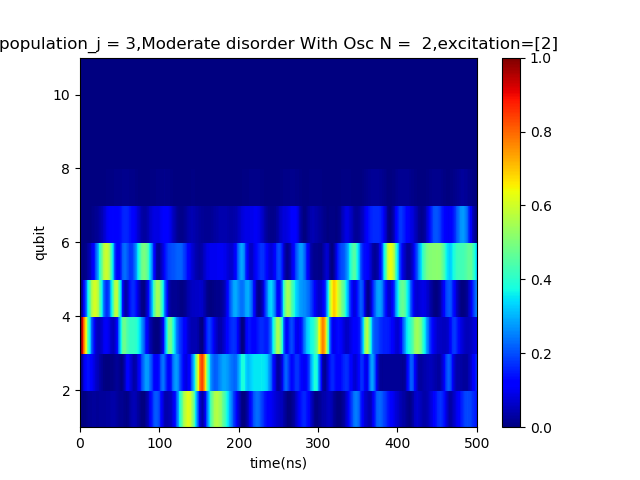 population_j = 3,Moderate disorder With Osc N =  2,excitation=[2]
1.0
10
0.8
8
0.6
qubit
6
0.4
4
0.2
2
0.0
0 100 200 300 400 500
time(ns)